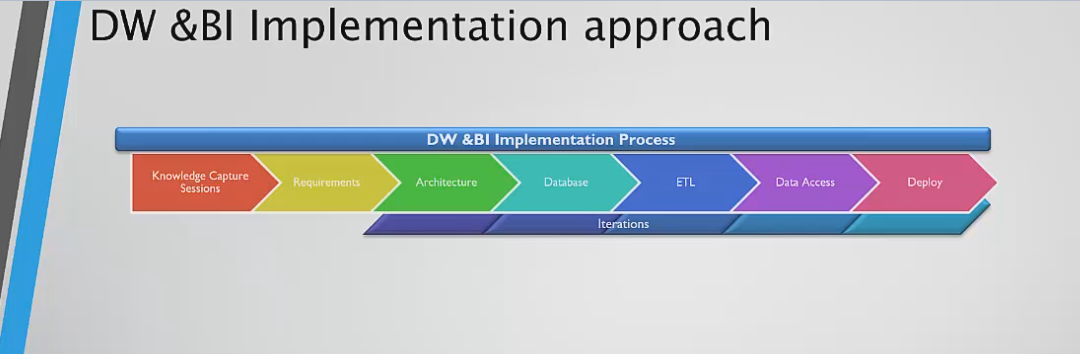 DW &BI Implementation approach
DW &BI Implementation Process
Knowledge Capture
Sessions
Requirements
Architecture
Database
ETL
Data Access
Deploy
Iterations